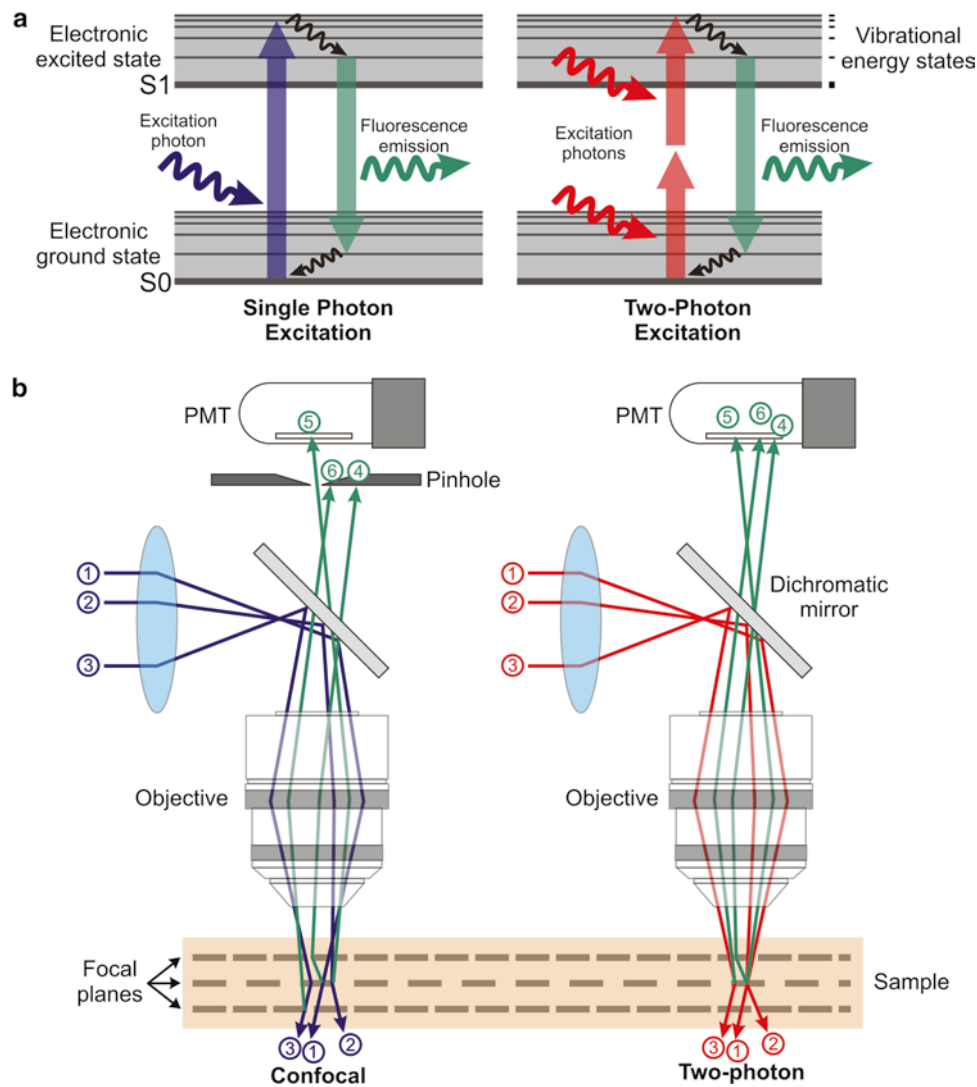 a
Electronic
excited state
S1
Excitation
photon
Fluorescence
emission
Electronic
ground state
S0
Single Photon
Excitation
Vibrational
energy states
Excitation
photons
Fluorescence
emission
Two-Photon
Excitation
b
PMT
5
6 4
Pinhole
1
2
3
Objective
Focal
planes
3 1 2
Confocal
PMT
5 6 4
1
2
3
Dichromatic
mirror
Objective
Sample
3 1 2
Two-photon